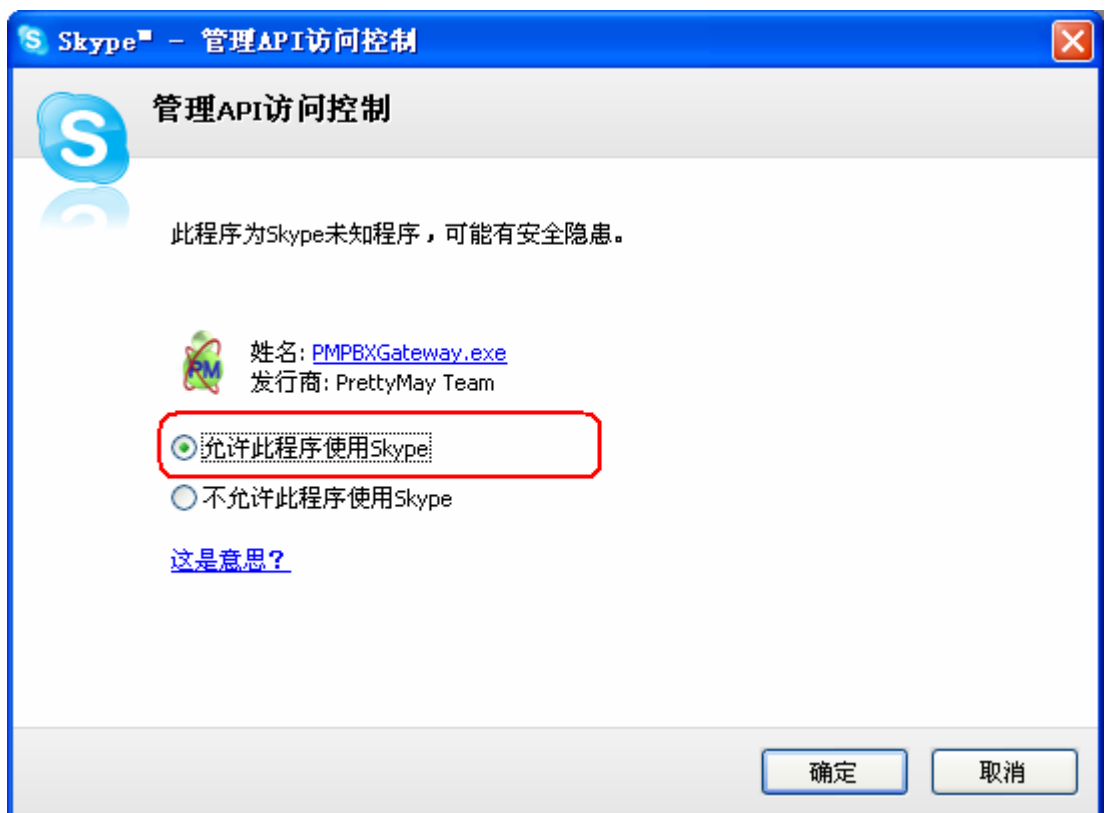 Skype™ - 管理API访问控制
管理API访问控制
此程序为Skype未知程序，可能有安全隐患。
姓名: PMPBXGateway.exe
发行商: PrettyMay Team
PM
允许此程序使用Skype
不允许此程序使用Skype
这是意思？
确定
取消